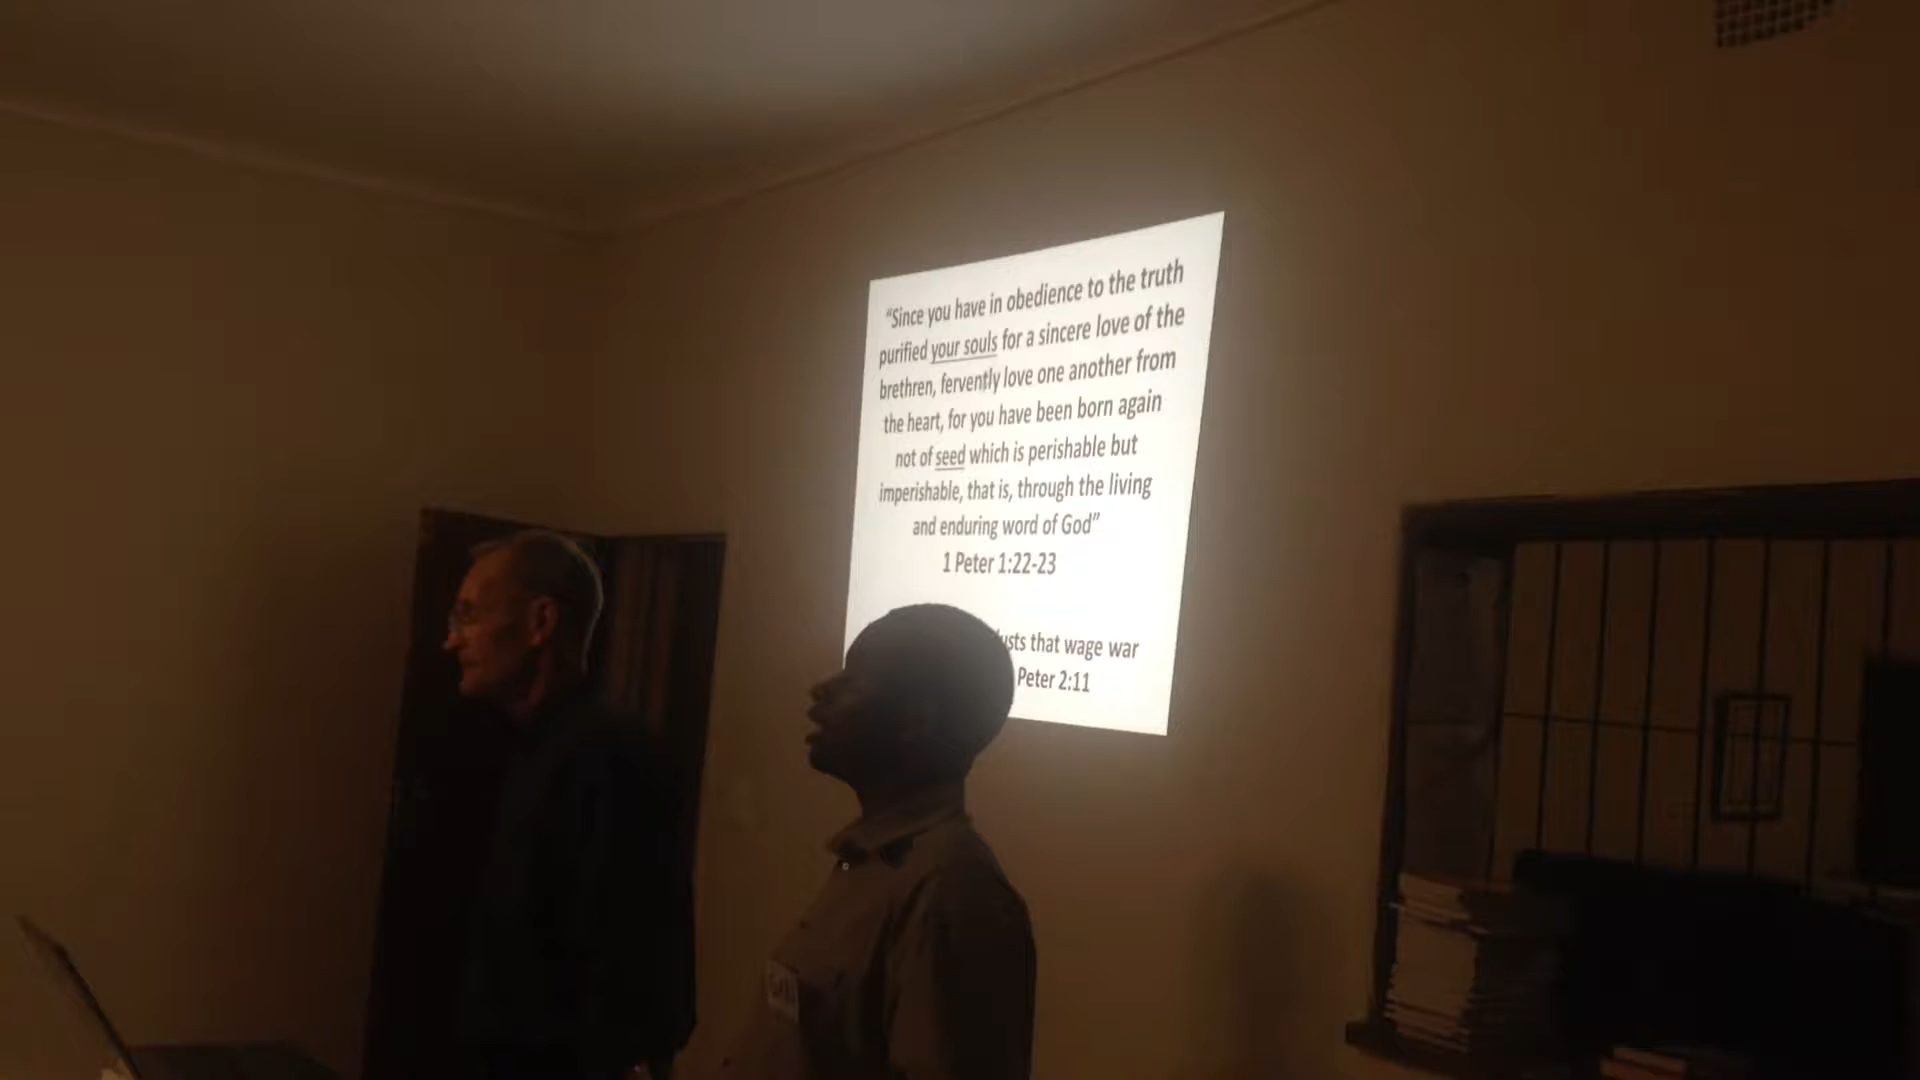 “Since you have in obedience to the truth
purified your souls for a sincere love of the
brethren, fervently love one another from
the heart, for you have been born again
not of seed which is perishable but
imperishable, that is, through the living
and enduring word of God”
1 Peter 1:22-23
that wage war
Peter 2:11